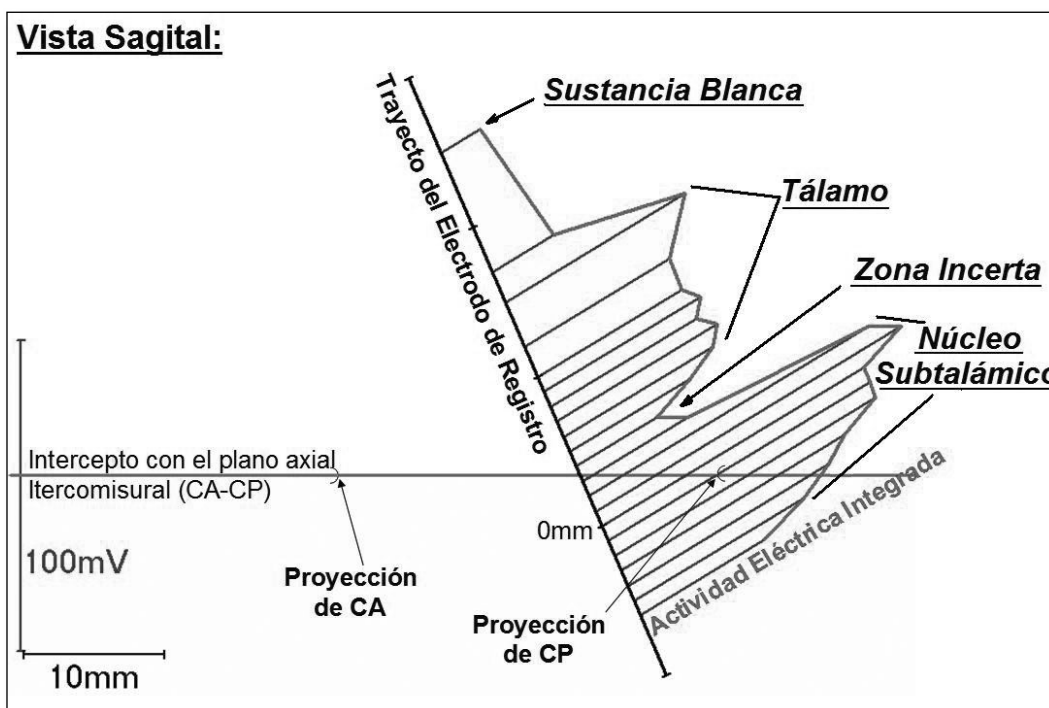 Vista Sagital:
Sustancia Blanca
Trayecto del Electrodo de Registro
Tálamo
Zona Incerta
Núcleo
Subtalámico
Intercepto con el plano axial
Itercomisural (CA-CP)
0mm
Actividad Eléctrica Integrada
100mV
Proyección
de CA
Proyección
de CP
10mm